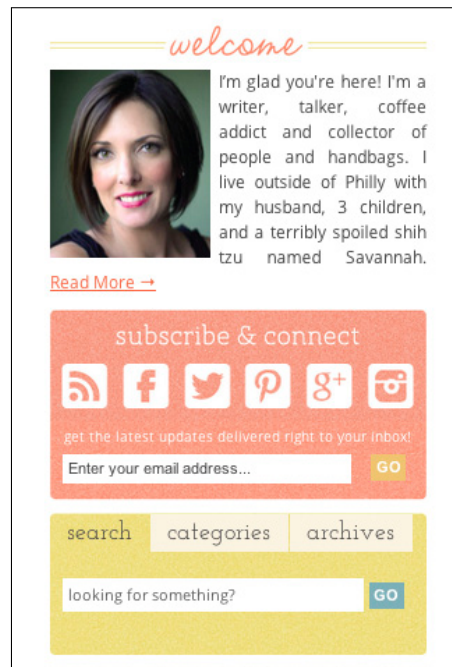 welcome
I'm glad you're here! I'm a
writer, talker, coffee
addict and collector of
people and handbags. I
live outside of Philly with
my husband, 3 children,
and a terribly spoiled shih
tzu named Savannah.
Read More →
subscribe & connect
g+
get the latest updates delivered right to your inbox!
Enter your email address... GO
search categories archives
looking for something? GO